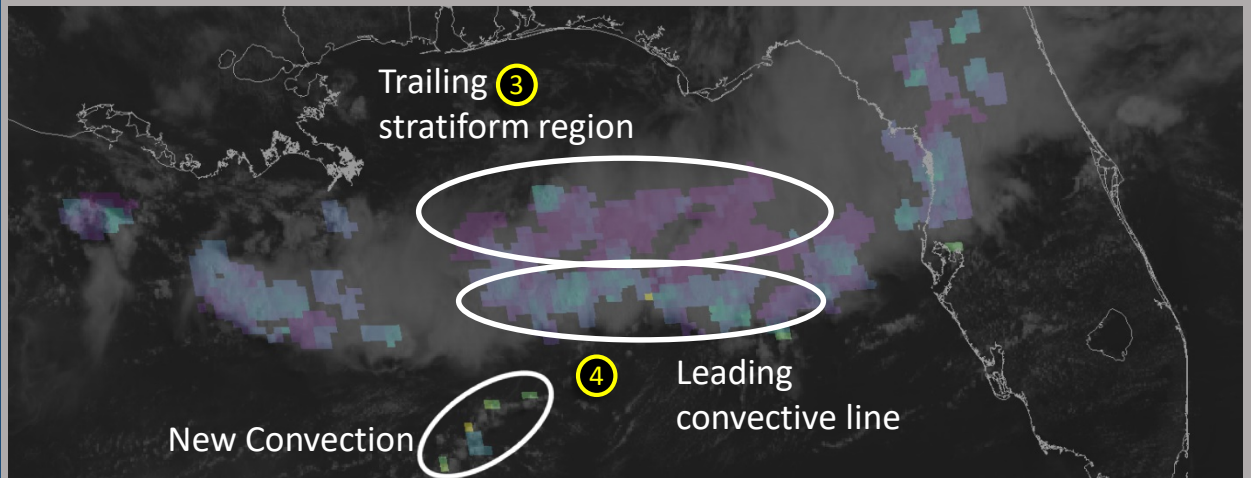 Trailing 3
stratiform region
4
Leading
convective line
New Convection